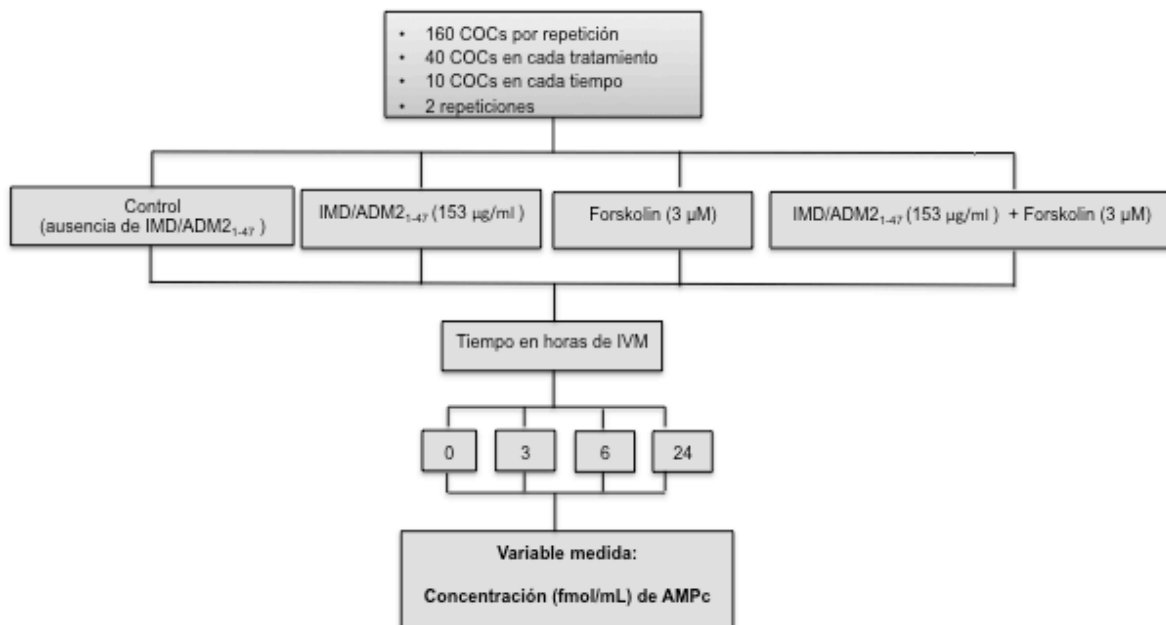 • 160 COCs por repetición
• 40 COCs en cada tratamiento
• 10 COCs en cada tiempo
• 2 repeticiones
Control
(ausencia de IMD/ADM2₁₋₄₇ )
IMD/ADM2₁₋₄₇ (153 µg/ml )
Forskolin (3 µM)
IMD/ADM2₁₋₄₇ (153 µg/ml ) + Forskolin (3 µM)
Tiempo en horas de IVM
0
3
6
24
Variable medida:
Concentración (fmol/mL) de AMPc